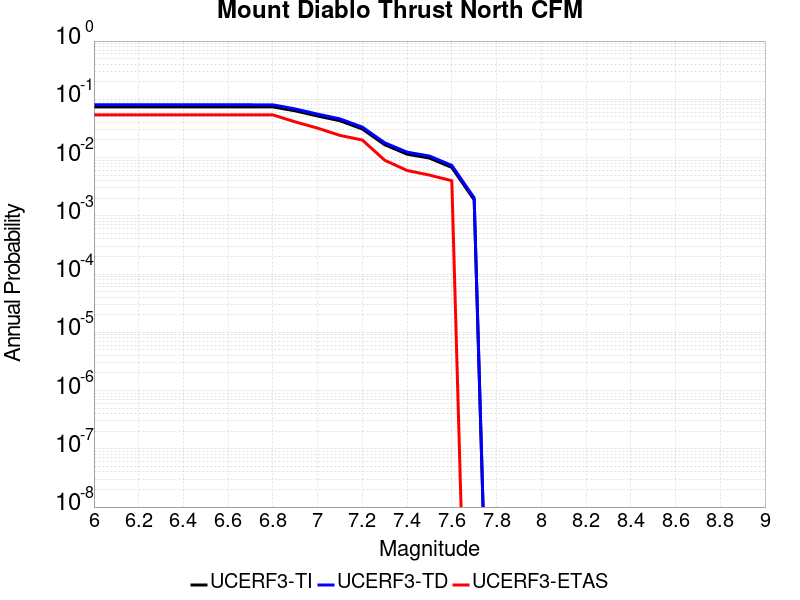 Mount Diablo Thrust North CFM
10^0
10^-1
10^-2
10^-3
10^-4
10^-5
10^-6
10^-7
10^-8
Annual Probability
6 6.2 6.4 6.6 6.8 7 7.2 7.4 7.6 7.8 8 8.2 8.4 8.6 8.8 9
Magnitude
UCERF3-TI UCERF3-TD UCERF3-ETAS